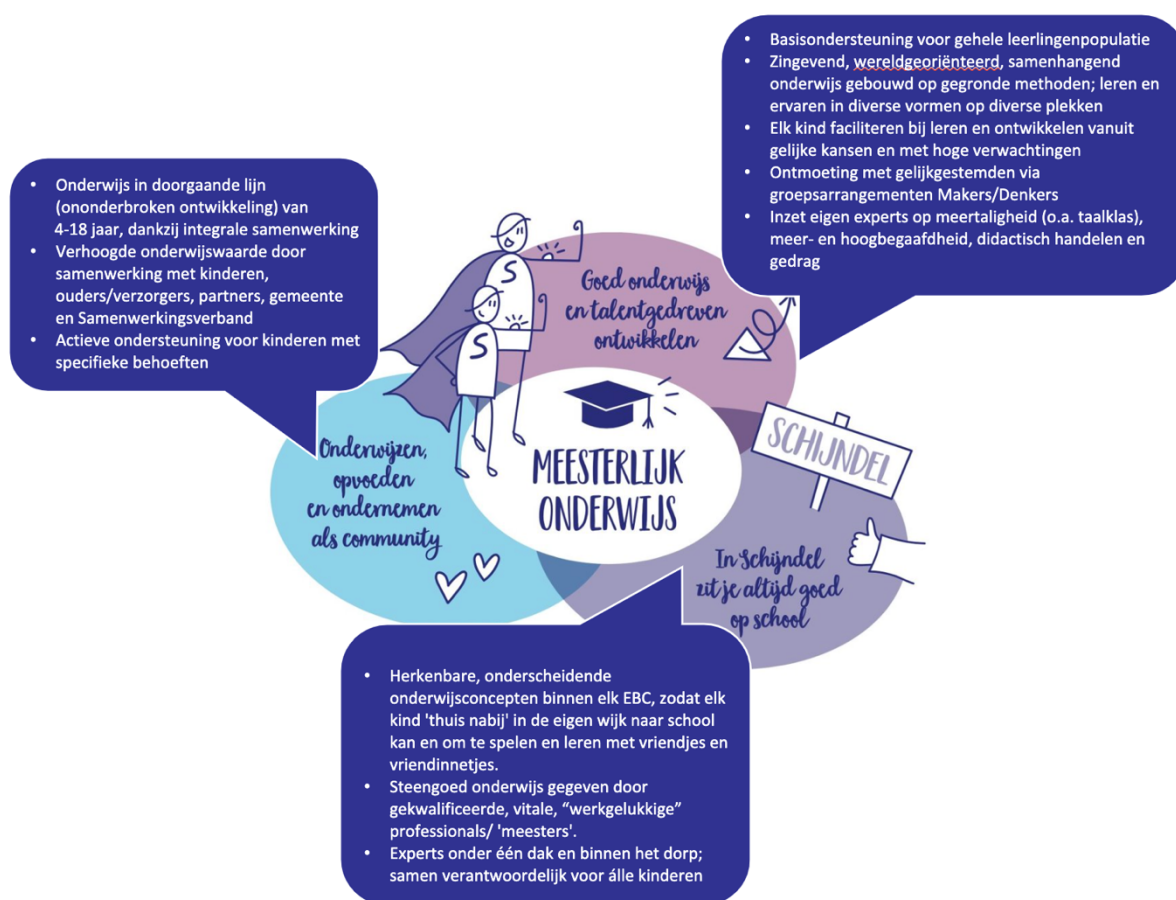 • Basisondersteuning voor gehele leerlingenpopulatie
• Zingevend, wereldgeoriënteerd, samenhangend
onderwijs gebouwd op gegronde methoden; leren en
ervaren in diverse vormen op diverse plekken
• Elk kind faciliteren bij leren en ontwikkelen vanuit
gelijke kansen en met hoge verwachtingen
• Ontmoeting met gelijkgestemden via
groepsarrangementen Makers/Denkers
• Inzet eigen experts op meertaligheid (o.a. taalklas),
meer- en hoogbegaafdheid, didactisch handelen en
gedrag
• Onderwijs in doorgaande lijn
(ononderbroken ontwikkeling) van
4-18 jaar, dankzij integrale samenwerking
• Verhoogde onderwijswaarde door
samenwerking met kinderen,
ouders/verzorgers, partners, gemeente
en Samenwerkingsverband
• Actieve ondersteuning voor kinderen met
specifieke behoeften
S
S
Goed onderwijs
en talentgedreven
ontwikkelen
SCHIJNDEL
MEESTERLIJK
ONDERWIJS
Onderwijzen,
opvoeden
en ondernemen
als community
In Schijndel
zit je altijd goed
op school
• Herkenbare, onderscheidende
onderwijsconcepten binnen elk EBC, zodat elk
kind 'thuis nabij' in de eigen wijk naar school
kan en om te spelen en leren met vriendjes en
vriendinnetjes.
• Steengoed onderwijs gegeven door
gekwalificeerde, vitale, “werkgelukkige”
professionals/ 'meesters'.
• Experts onder één dak en binnen het dorp;
samen verantwoordelijk voor álle kinderen